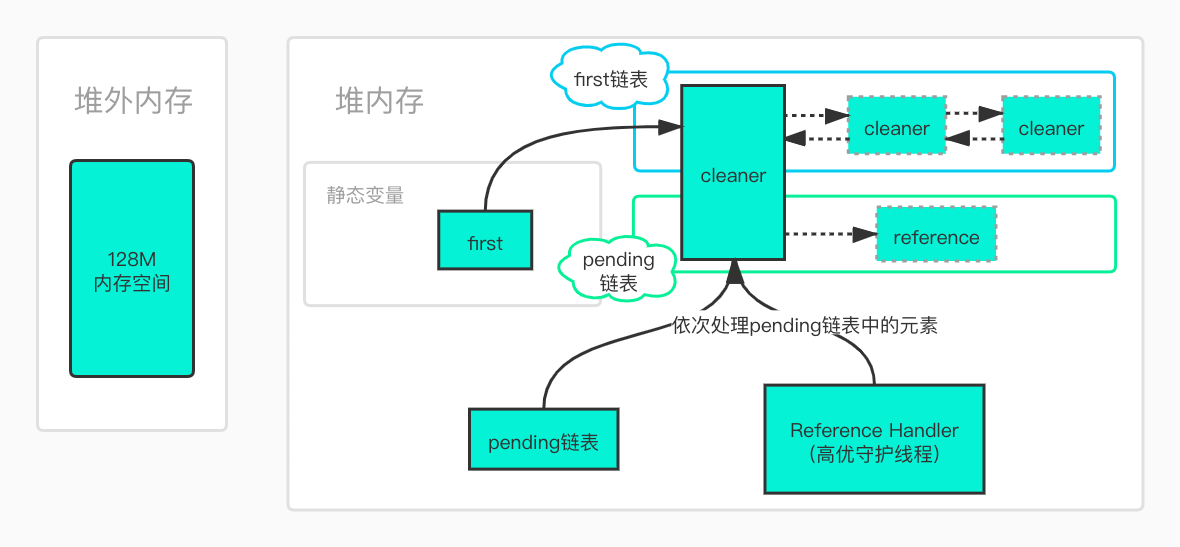 堆外内存
128M
内存空间
堆内存
first链表
cleaner
cleaner
cleaner
静态变量
first
pending
链表
reference
依次处理pending链表中的元素
pending链表
Reference Handler
（高优守护线程）